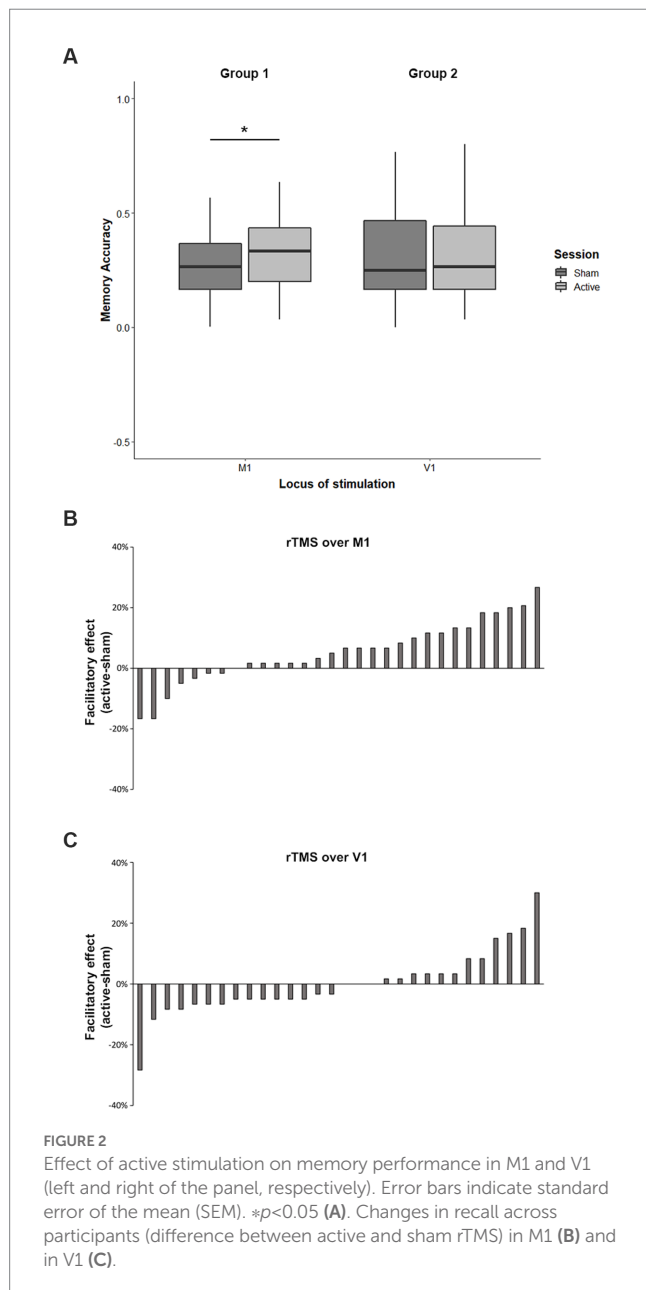 A
Group 1
Group 2
*
1.0
0.5
0.0
-0.5
Memory Accuracy
M1
V1
Locus of stimulation
Session
Sham
Active
B
rTMS over M1
40%
20%
0%
-20%
-40%
Facilitatory effect
(active-sham)
C
rTMS over V1
40%
20%
0%
-20%
-40%
Facilitatory effect
(active-sham)
FIGURE 2
Effect of active stimulation on memory performance in M1 and V1
(left and right of the panel, respectively). Error bars indicate standard
error of the mean (SEM). *p<0.05 (A). Changes in recall across
participants (difference between active and sham rTMS) in M1 (B) and
in V1 (C).